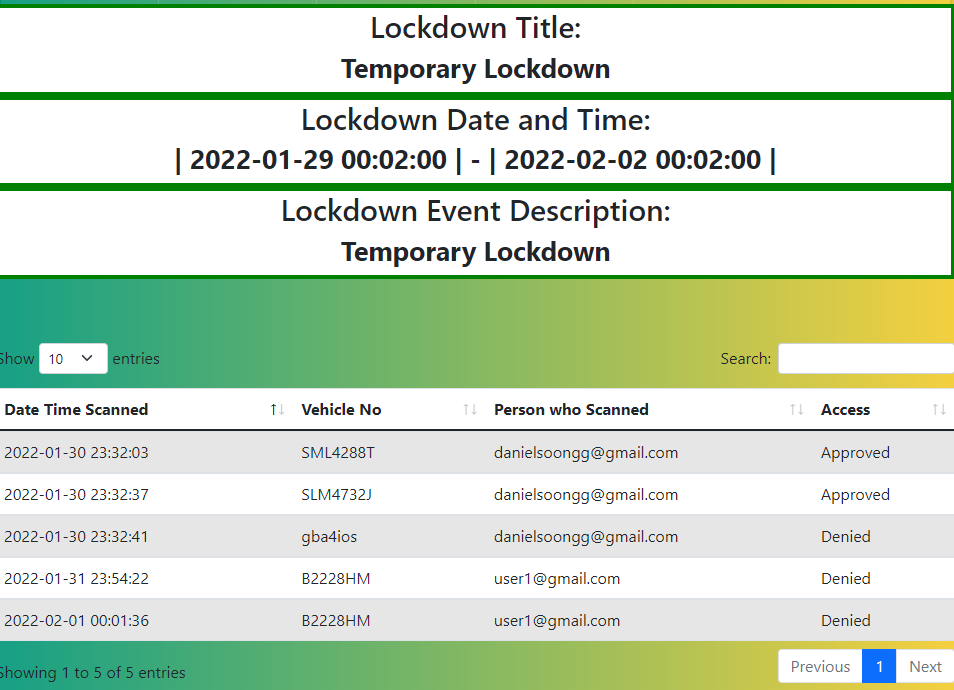 Lockdown Title:
Temporary Lockdown
Lockdown Date and Time:
| 2022-01-29 00:02:00 | - | 2022-02-02 00:02:00 |
Lockdown Event Description:
Temporary Lockdown
Show 10 entries Search:
Date Time Scanned Vehicle No Person who Scanned Access
2022-01-30 23:32:03 SML4288T danielsoongg@gmail.com Approved
2022-01-30 23:32:37 SLM4732J danielsoongg@gmail.com Approved
2022-01-30 23:32:41 gba4ios danielsoongg@gmail.com Denied
2022-01-31 23:54:22 B2228HM user1@gmail.com Denied
2022-02-01 00:01:36 B2228HM user1@gmail.com Denied
Showing 1 to 5 of 5 entries Previous 1 Next